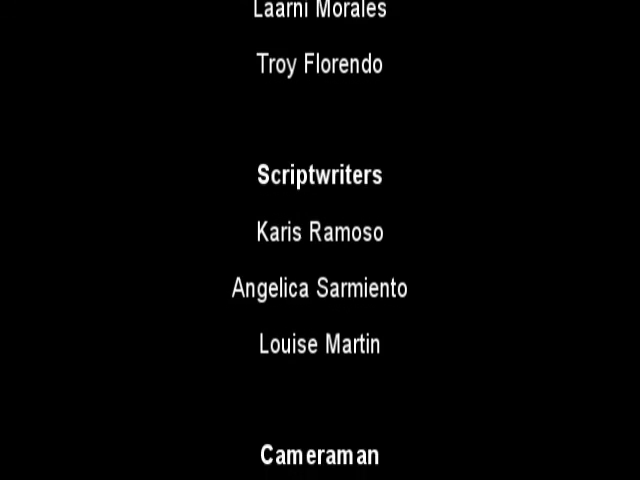 Laarni Morales
Troy Florendo
Scriptwriters
Karis Ramoso
Angelica Sarmiento
Louise Martin
Cameraman